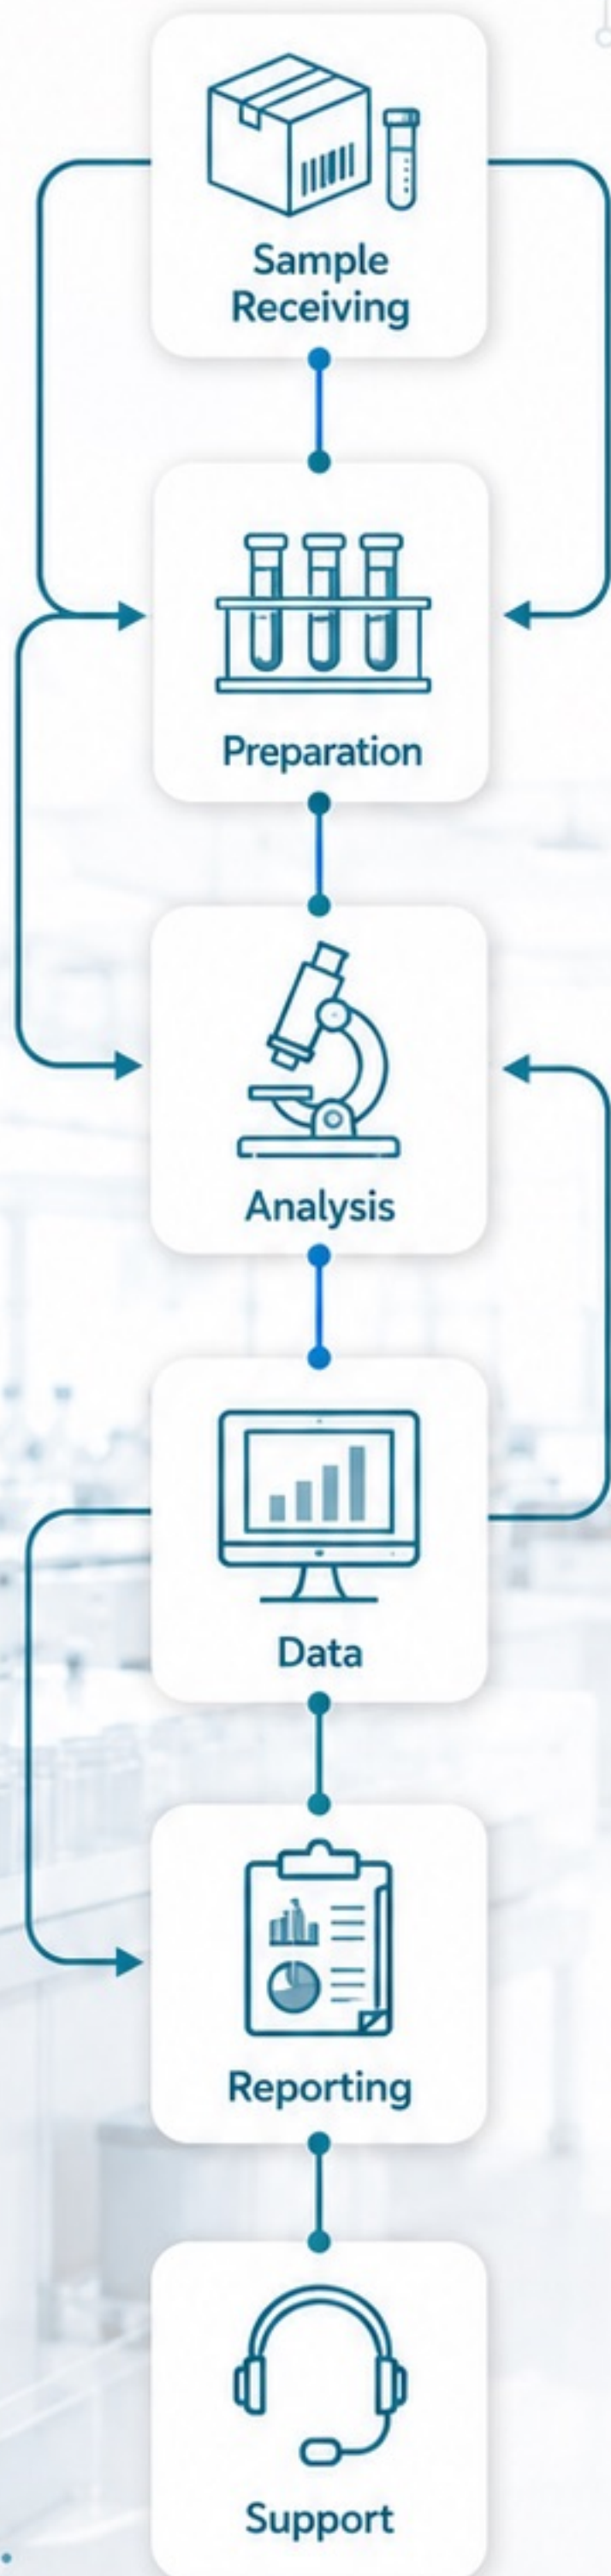 Sample
Receiving
Preparation
Analysis
Data
Reporting
Support